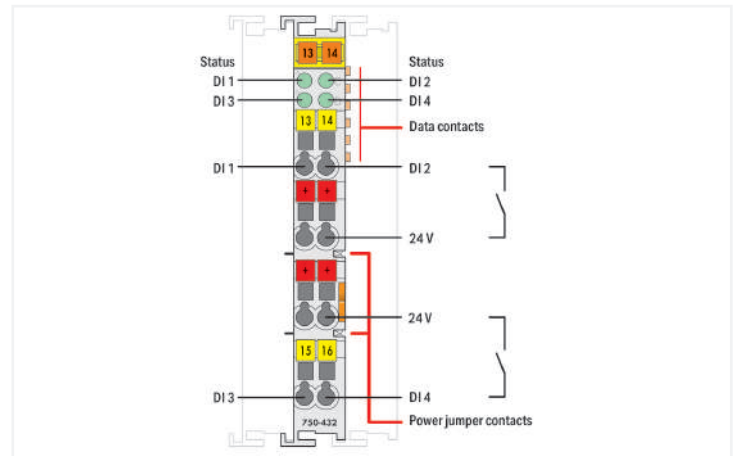 13 14
Status Status
DI 1 DI 2
DI 3 DI 4
13 14
Data contacts
DI 1 DI 2
+ +
24 V
+ +
24 V
15 16
DI 3 DI 4
750-432
Power jumper contacts